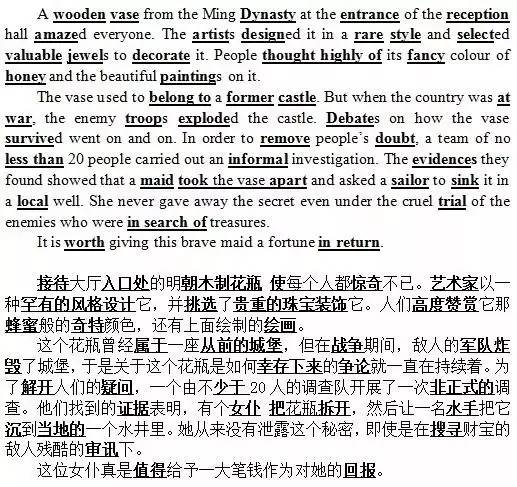 A wooden vase from the Ming Dynasty at the entrance of the reception
hall amazed everyone. The artists designed it in a rare style and selected
valuable jewels to decorate it. People thought highly of its fancy colour of
honey and the beautiful paintings on it.
The vase used to belong to a former castle. But when the country was at
war, the enemy troops exploded the castle. Debates on how the vase
survived went on and on. In order to remove people's doubt, a team of no
less than 20 people carried out an informal investigation. The evidences they
found showed that a maid took the vase apart and asked a sailor to sink it in
a local well. She never gave away the secret even under the cruel trial of the
enemies who were in search of treasures.
It is worth giving this brave maid a fortune in return.
接待大厅入口处的明朝木制花瓶 使每个人都惊奇不已。艺术家以一
种罕有的风格设计它，并挑选了贵重的珠宝装饰它。人们高度赞赏它那
蜂蜜般的奇特颜色，还有上面绘制的绘画。
这个花瓶曾经属于一座从前的城堡，但在战争期间，敌人的军队炸
毁了城堡，于是关于这个花瓶是如何幸存下来的争论就一直在持续着。为
了解开人们的疑问，一个由不少于 20 人的调查队开展了一次非正式的调
查。他们找到的证据表明，有个女仆 把花瓶拆开，然后让一名水手把它
沉到当地的一个水井里。她从来没有泄露这个秘密，即使是在搜寻财宝的
敌人残酷的审讯下。
这位女仆真是值得给予一大笔钱作为对她的回报。